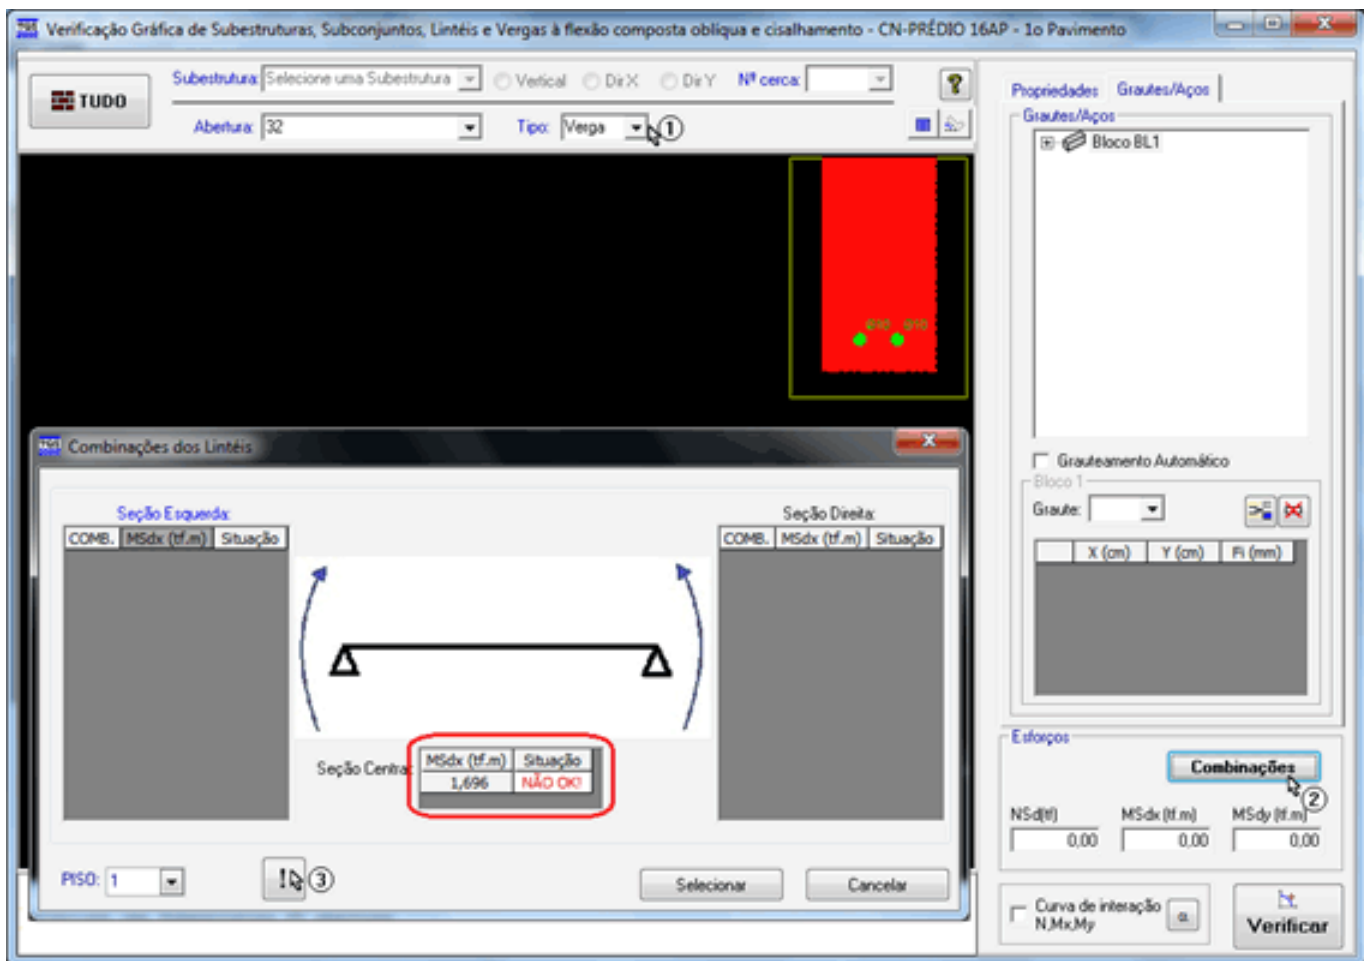 Verificação Gráfica de Subestruturas, Subconjuntos, Lintéis e Vergas à flexão composta oblíqua e cisalhamento - CN-PRÉDIO 16AP - 1o Pavimento
TUDO
Subestrutura: Selecione uma Subestrutura Vertical Dir X Dir Y Nª cerca: ?
Abertura: 32 Tipo: Verga 1
Propriedades Grautes/Aços
Grautes/Aços
Bloco BL1
Combinações dos Lintéis
Grauteamento Automático
Bloco 1
Graute:
X (cm) Y (cm) Fi (mm)
Seção Esquerda: Seção Direita:
COMB. MSdx (tf.m) Situação COMB. MSdx (tf.m) Situação
Seção Central MSdx (tf.m) Situação
1,696 NÃO OK!
Esforços
Combinações
2
NSd(tf) MSdx (tf.m) MSdy (tf.m)
0,00 0,00 0,00
PISO: 1 ! 3 Selecionar Cancelar
Curva de interação
N,Mx,My α Verificar